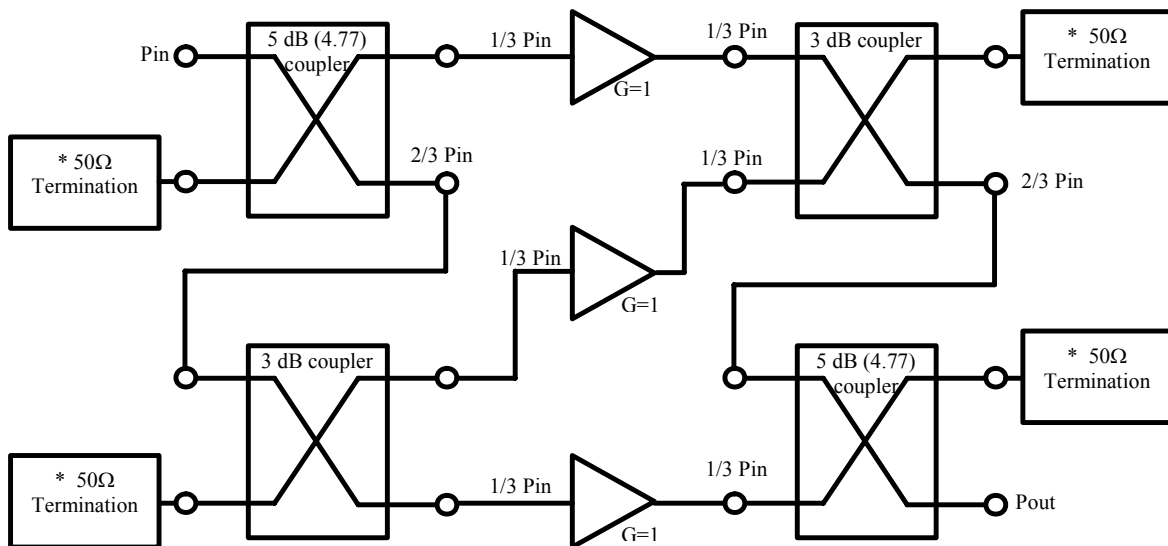 Pin
5 dB (4.77)
coupler
1/3 Pin
G=1
1/3 Pin
3 dB coupler
* 50Ω
Termination
* 50Ω
Termination
2/3 Pin
1/3 Pin
2/3 Pin
1/3 Pin
G=1
3 dB coupler
5 dB (4.77)
coupler
* 50Ω
Termination
* 50Ω
Termination
1/3 Pin
G=1
1/3 Pin
Pout